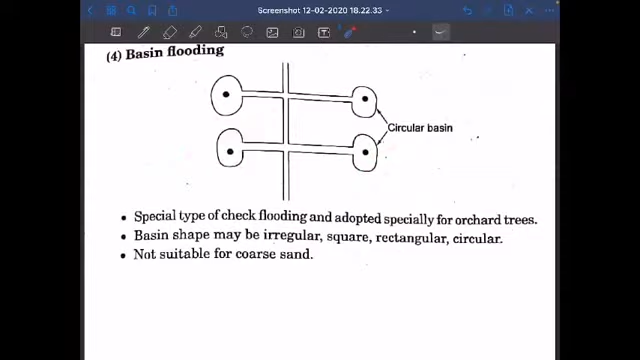 Screenshot 12-02-2020 18.22.33
(4) Basin flooding
Circular basin
• Special type of check flooding and adopted specially for orchard trees.
• Basin shape may be irregular, square, rectangular, circular.
• Not suitable for coarse sand.